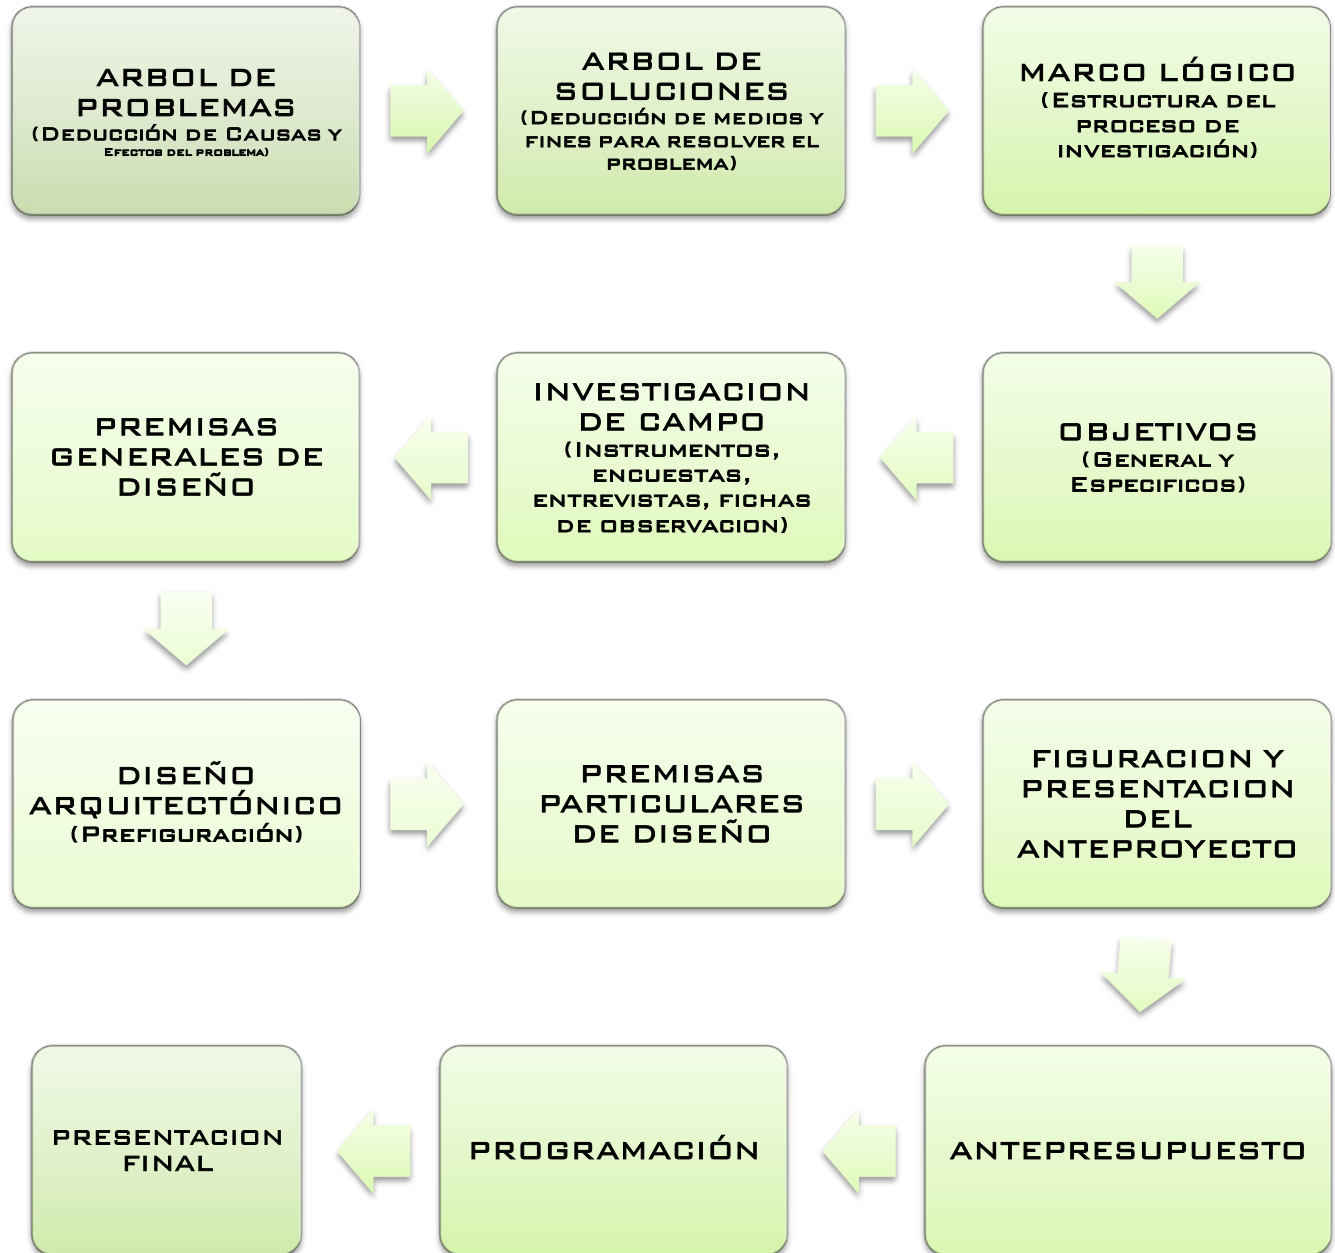 ARBOL DE
PROBLEMAS
(DEDUCCIÓN DE CAUSAS Y
EFECTOS DEL PROBLEMA)
ARBOL DE
SOLUCIONES
(DEDUCCIÓN DE MEDIOS Y
FINES PARA RESOLVER EL
PROBLEMA)
MARCO LÓGICO
(ESTRUCTURA DEL
PROCESO DE
INVESTIGACIÓN)
OBJETIVOS
(GENERAL Y
ESPECIFICOS)
INVESTIGACION
DE CAMPO
(INSTRUMENTOS,
ENCUESTAS,
ENTREVISTAS, FICHAS
DE OBSERVACION)
PREMISAS
GENERALES DE
DISEÑO
DISEÑO
ARQUITECTÓNICO
(PREFIGURACIÓN)
PREMISAS
PARTICULARES
DE DISEÑO
FIGURACION Y
PRESENTACION
DEL
ANTEPROYECTO
ANTEPRESUPUESTO
PROGRAMACIÓN
PRESENTACION
FINAL